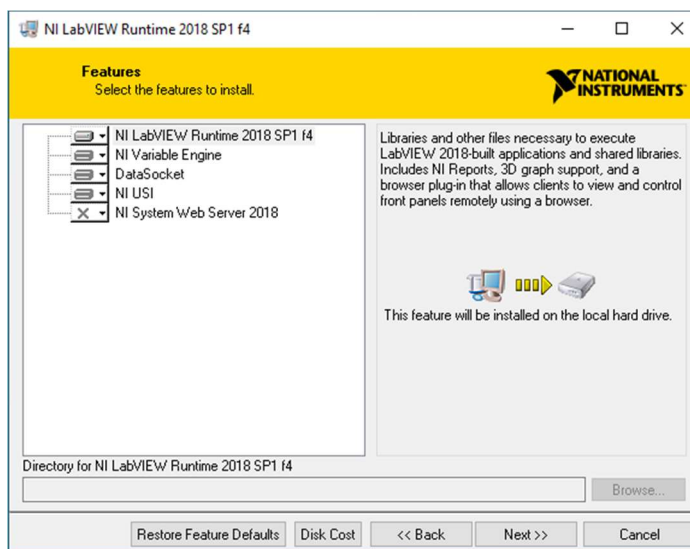 NI LabVIEW Runtime 2018 SP1 f4
Features
Select the features to install.
NATIONAL
INSTRUMENTS
NI LabVIEW Runtime 2018 SP1 f4
NI Variable Engine
DataSocket
NI USI
NI System Web Server 2018
Libraries and other files necessary to execute
LabVIEW 2018-built applications and shared libraries.
Includes NI Reports, 3D graph support, and a
browser plug-in that allows clients to view and control
front panels remotely using a browser.
This feature will be installed on the local hard drive.
Directory for NI LabVIEW Runtime 2018 SP1 f4
Browse...
Restore Feature Defaults
Disk Cost
<< Back
Next >>
Cancel